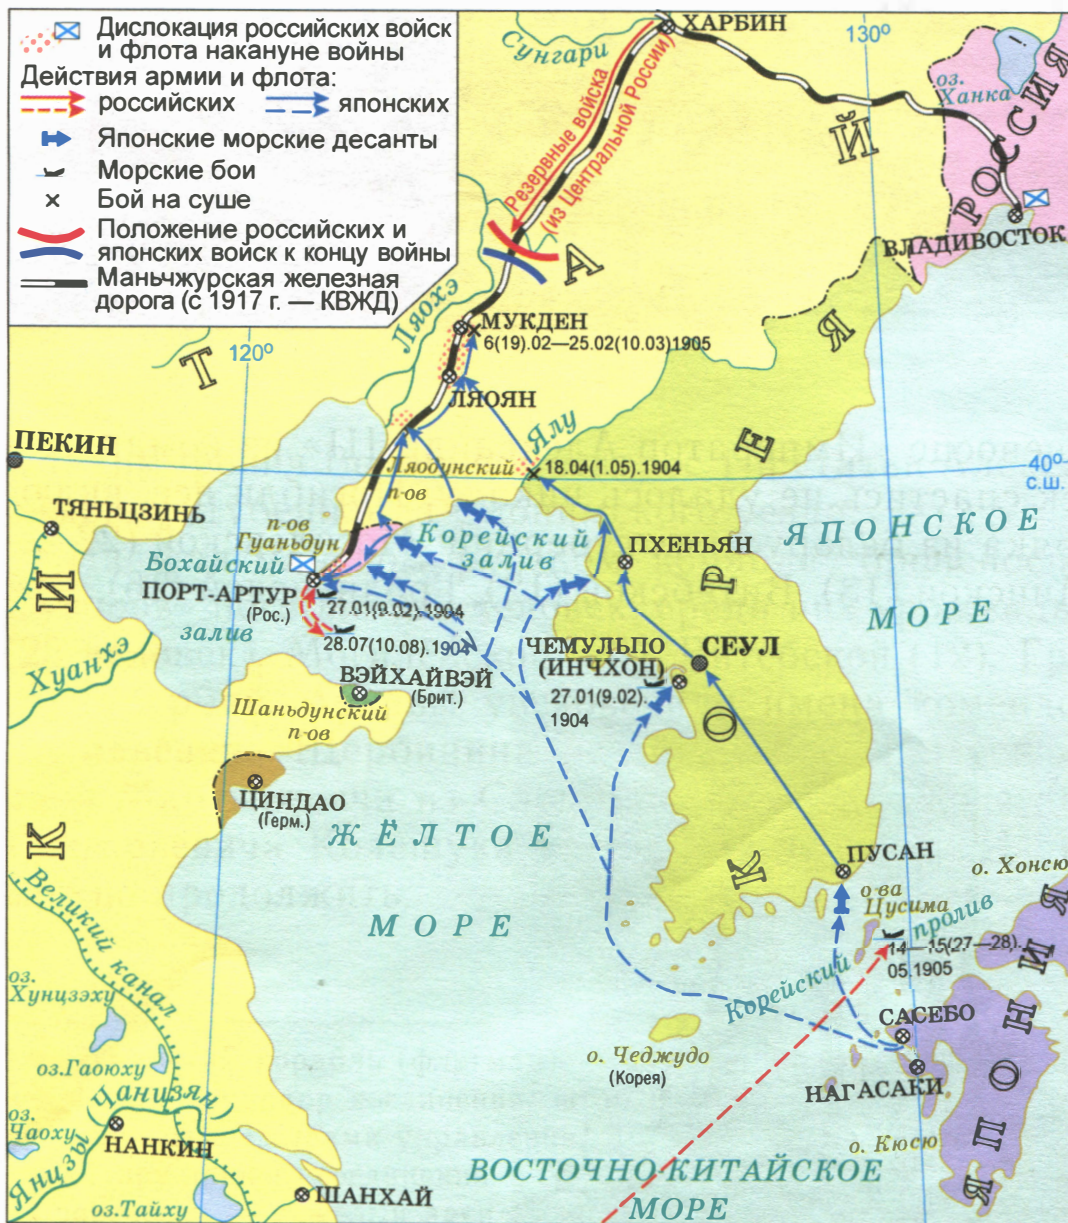 Дислокация российских войск
и флота накануне войны
Действия армии и флота:
российских
японских
Японские морские десанты
Морские бои
Бой на суше
Положение российских и
японских войск к концу войны
Маньчжурская железная
дорога (с 1917 г. — КВЖД)
ХАРБИН
Сунгари
130°
оз.
Ханка
РОССИЯ
ВЛАДИВОСТОК
Резервные войска
(из Центральной России)
КИТАЙ
Ляохэ
120°
МУКДЕН
6(19).02—25.02(10.03)1905
ЛЯОЯН
Ялу
18.04(1.05).1904
40°
с.ш.
ПЕКИН
ТЯНЬЦЗИНЬ
Ляодунский
п-ов
п-ов
Гуаньдун
Корейский
залив
Бохайский
залив
ПОРТ-АРТУР
(Рос.)
27.01(9.02).1904
28.07(10.08).1904
ПХЕНЬЯН
ЯПОНСКОЕ
МОРЕ
КОРЕЯ
Хуанхэ
ВЭЙХАЙВЭЙ
(Брит.)
Шаньдунский
п-ов
ЧЕМУЛЬПО
(ИНЧХОН)
27.01(9.02).
1904
СЕУЛ
ЦИНДАО
(Герм.)
ЖЁЛТОЕ
МОРЕ
ПУСАН
о-ва
Цусима
о. Хонсю
Корейский пролив
14—15(27—28).
05.1905
ЯПОНИЯ
САСЕБО
НАГАСАКИ
о. Кюсю
о. Чеджудо
(Корея)
Великий канал
оз.
Хунцзэху
оз.Гаоюху
оз.
Чаоху
Янцзы
(Чанцзян)
НАНКИН
оз.Тайху
ШАНХАЙ
ВОСТОЧНО-КИТАЙСКОЕ
МОРЕ